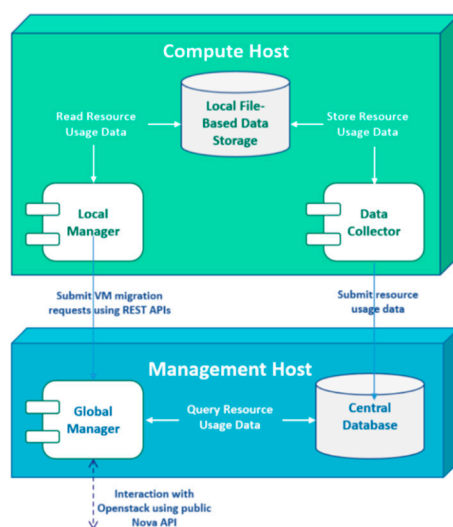 Compute Host
Local File-
Based Data
Storage
Read Resource
Usage Data
Store Resource
Usage Data
Local
Manager
Data
Collector
Submit VM migration
requests using REST APIs
Submit resource
usage data
Management Host
Global
Manager
Query Resource
Usage Data
Central
Database
Interaction with
Openstack using public
Nova API